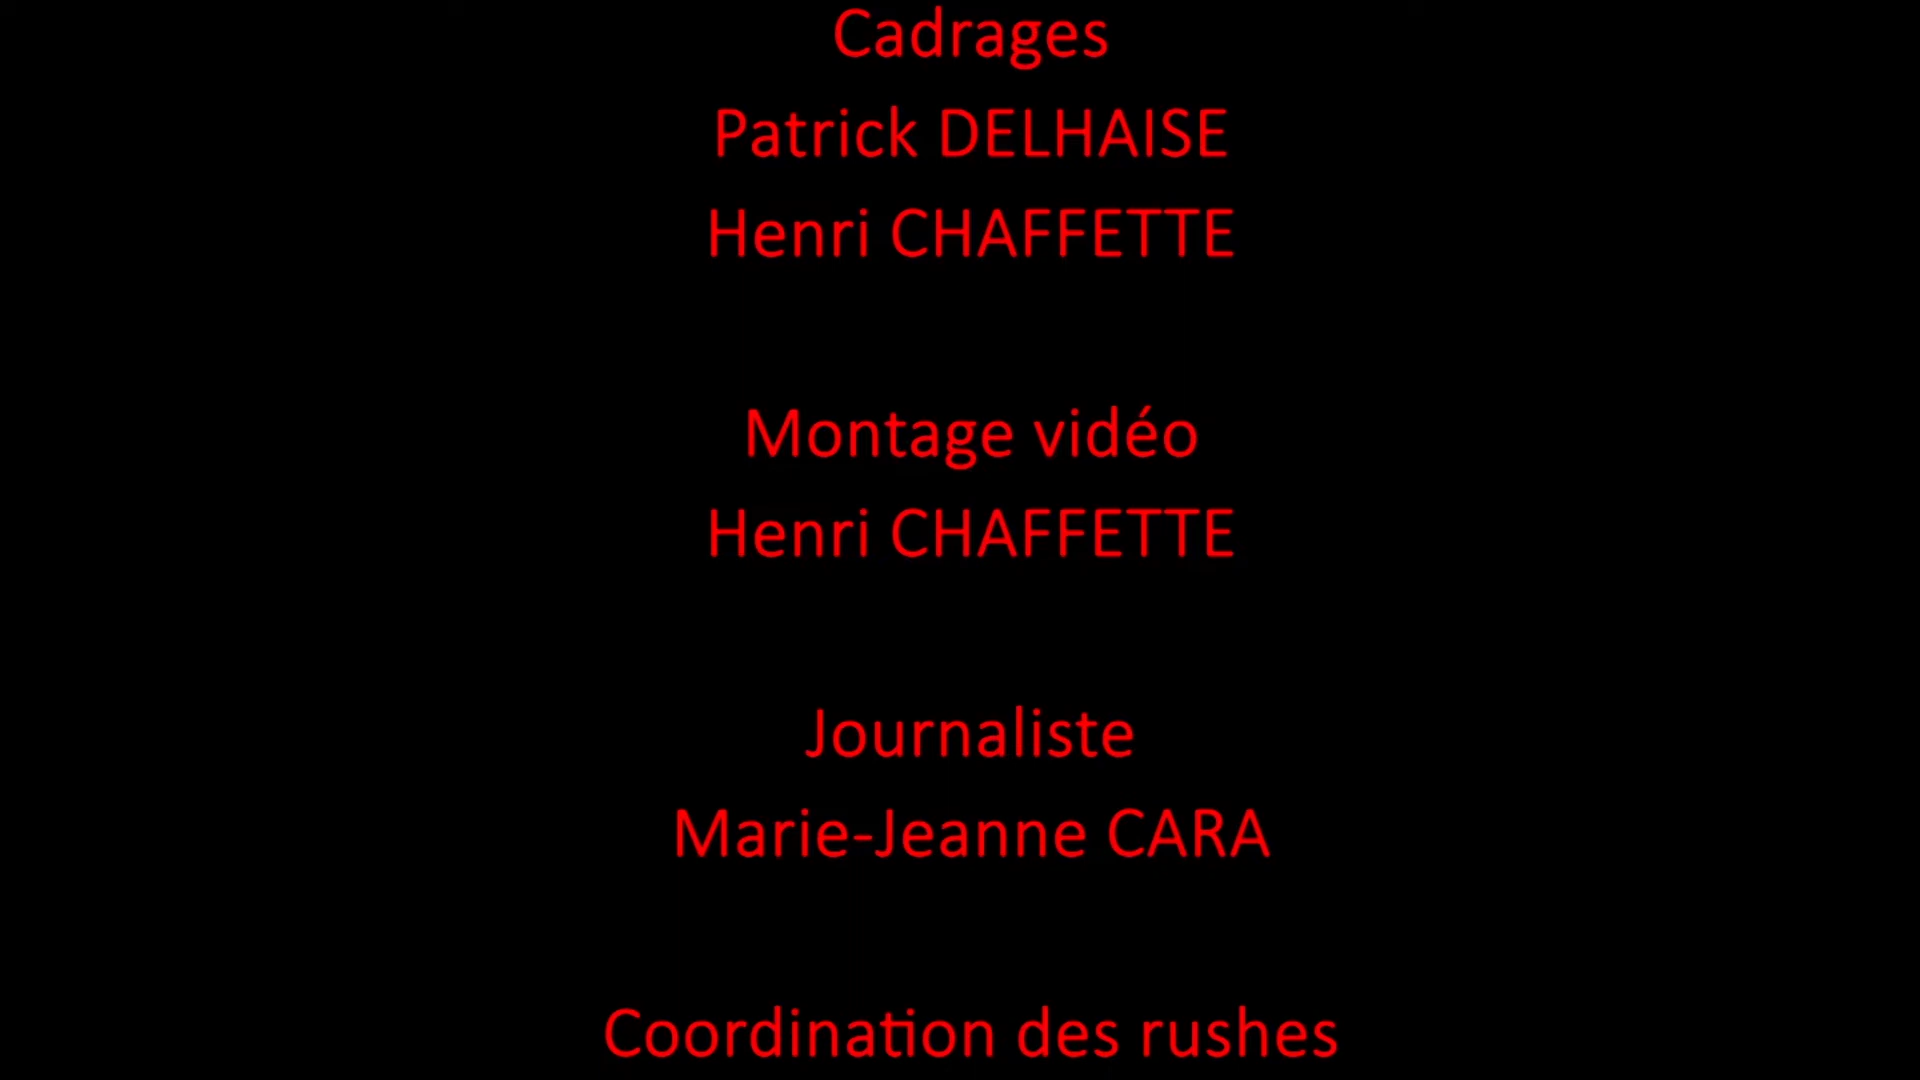 Cadrages
Patrick DELHAISE
Henri CHAFFETTE
Montage vidéo
Henri CHAFFETTE
Journaliste
Marie-Jeanne CARA
Coordination des rushes